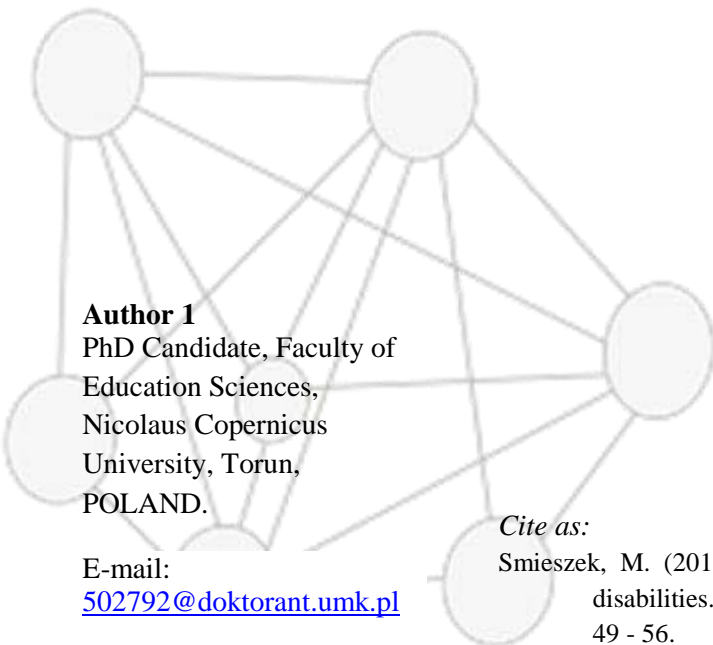 Author 1
PhD Candidate, Faculty of
Education Sciences,
Nicolaus Copernicus
University, Torun,
POLAND.
E-mail:
502792@doktorant.umk.pl
Cite as:
Smieszek, M. (201
disabilities.
49 - 56.